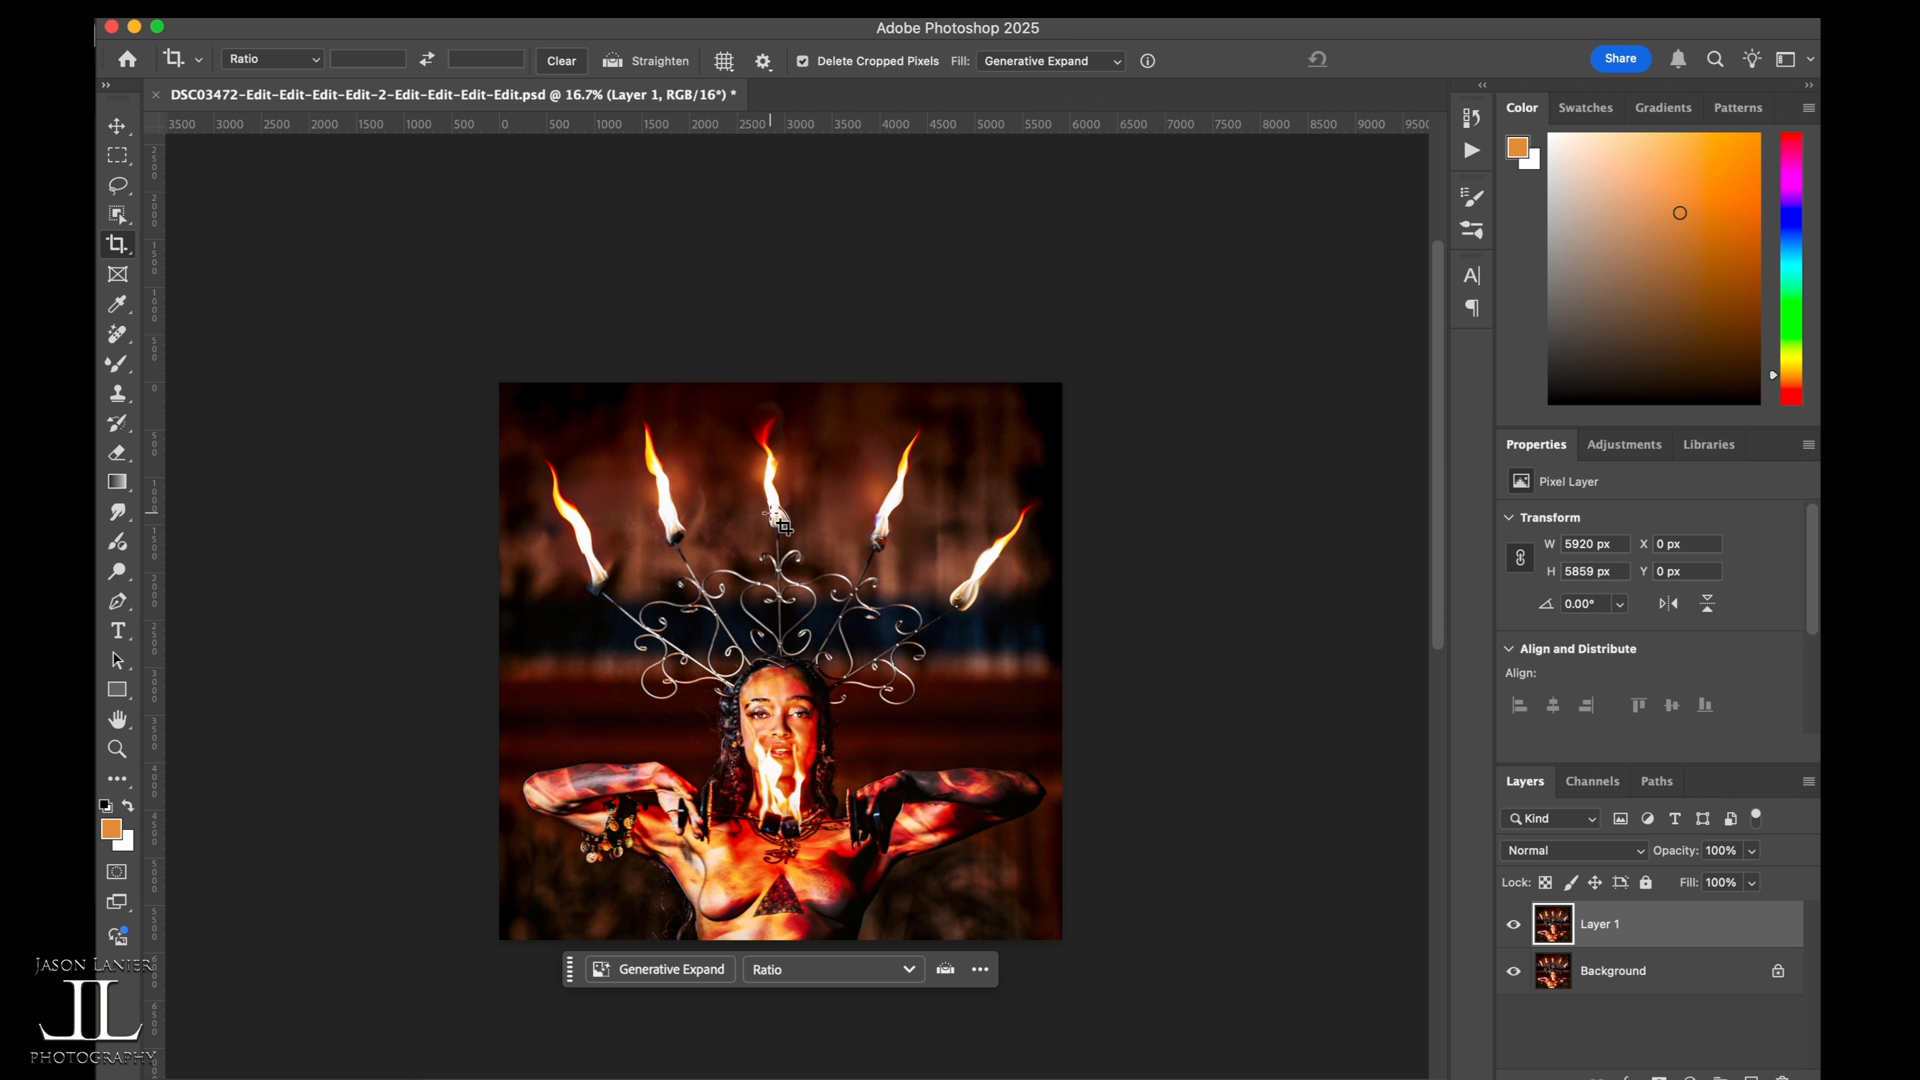 Adobe Photoshop 2025
Ratio
Clear
Straighten
Delete Cropped Pixels
Fill:
Generative Expand
Share
DSC03472-Edit-Edit-Edit-Edit-2-Edit-Edit-Edit-Edit.psd @ 16.7% (Layer 1, RGB/16*) *
3500 3000 2500 2000 1500 1000 500 0 500 1000 1500 2000 2500 3000 3500 4000 4500 5000 5500 6000 6500 7000 7500 8000 8500 9000 9500
Color Swatches Gradients Patterns
Properties Adjustments Libraries
Pixel Layer
Transform
W 5920 px X 0 px
H 5859 px Y 0 px
0.00°
Align and Distribute
Align:
Layers Channels Paths
Kind
Normal Opacity: 100%
Lock: Fill: 100%
Layer 1
Background
Generative Expand
Ratio
JASON LANIER
JL
PHOTOGRAPHY